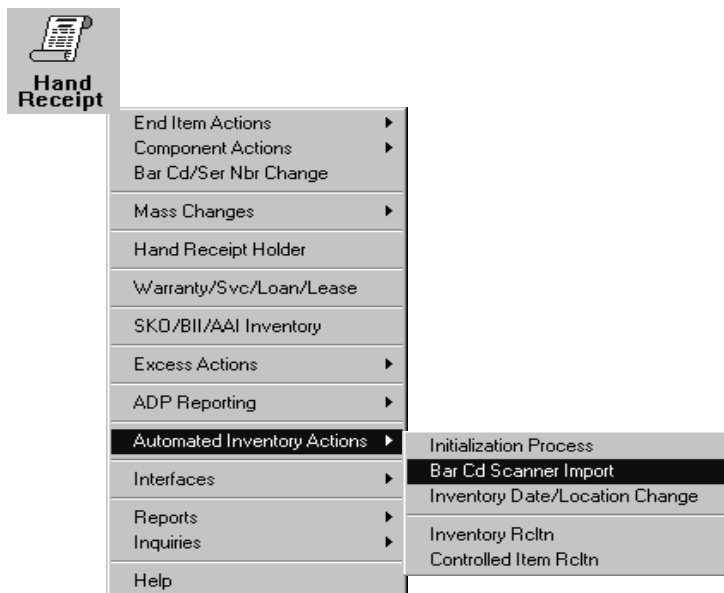 Hand
Receipt
End Item Actions
Component Actions
Bar Cd/Ser Nbr Change
Mass Changes
Hand Receipt Holder
Warranty/Svc/Loan/Lease
SKO/BII/AAI Inventory
Excess Actions
ADP Reporting
Automated Inventory Actions
Interfaces
Reports
Inquiries
Help
Initialization Process
Bar Cd Scanner Import
Inventory Date/Location Change
Inventory Rcltn
Controlled Item Rcltn